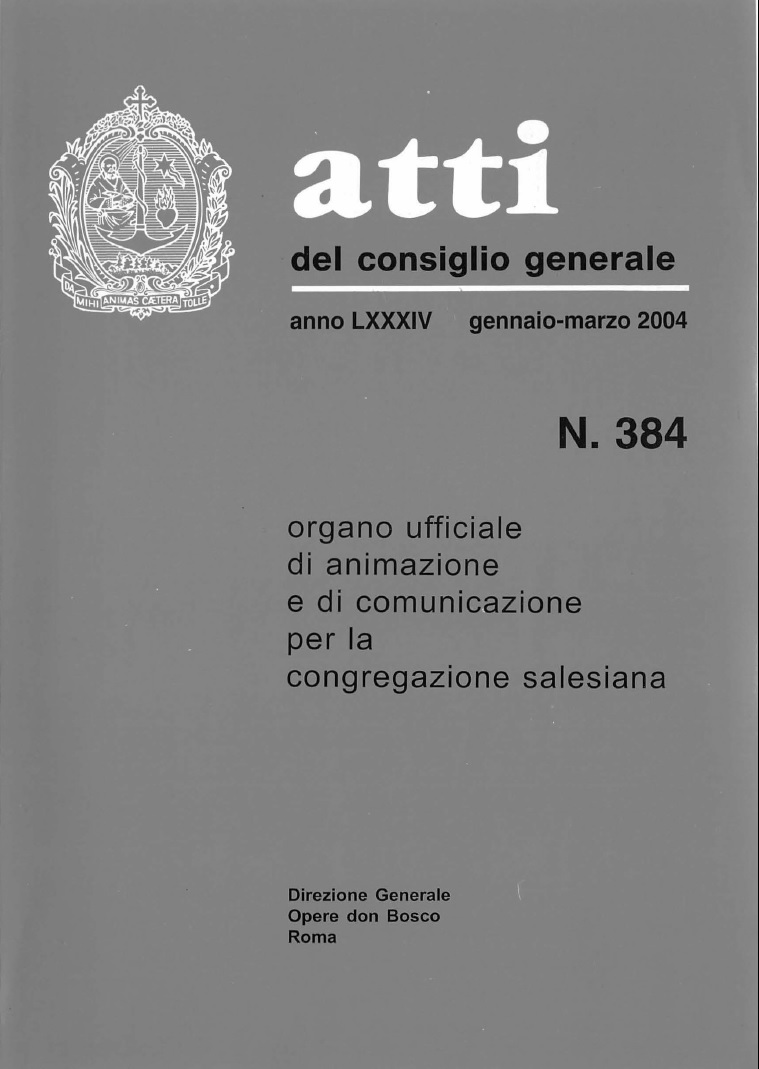 atti
del consiglio generale
anno LXXXIV gennaio-marzo 2004
N. 384
DA MIHI ANIMAS CÆTERA TOLLE
organo ufficiale
di animazione
e di comunicazione
per la
congregazione salesiana
Direzione Generale
Opere don Bosco
Roma